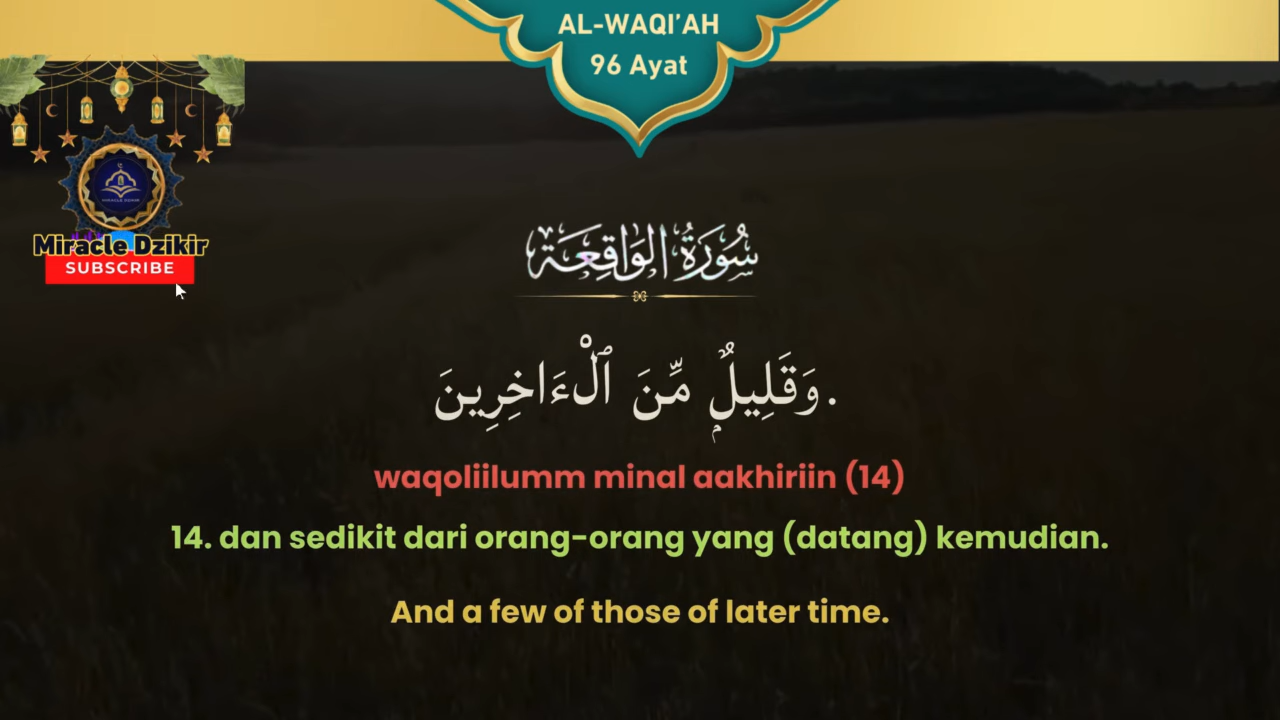 AL-WAQI'AH
96 Ayat
Miracle Dzikir
SUBSCRIBE
سُورَةُ الوَاقِعَةِ
وَقَلِيلٌۭ مِّنَ ٱلْءَاخِرِينَ.
waqoliilumm minal aakhiriin (14)
14. dan sedikit dari orang-orang yang (datang) kemudian.
And a few of those of later time.